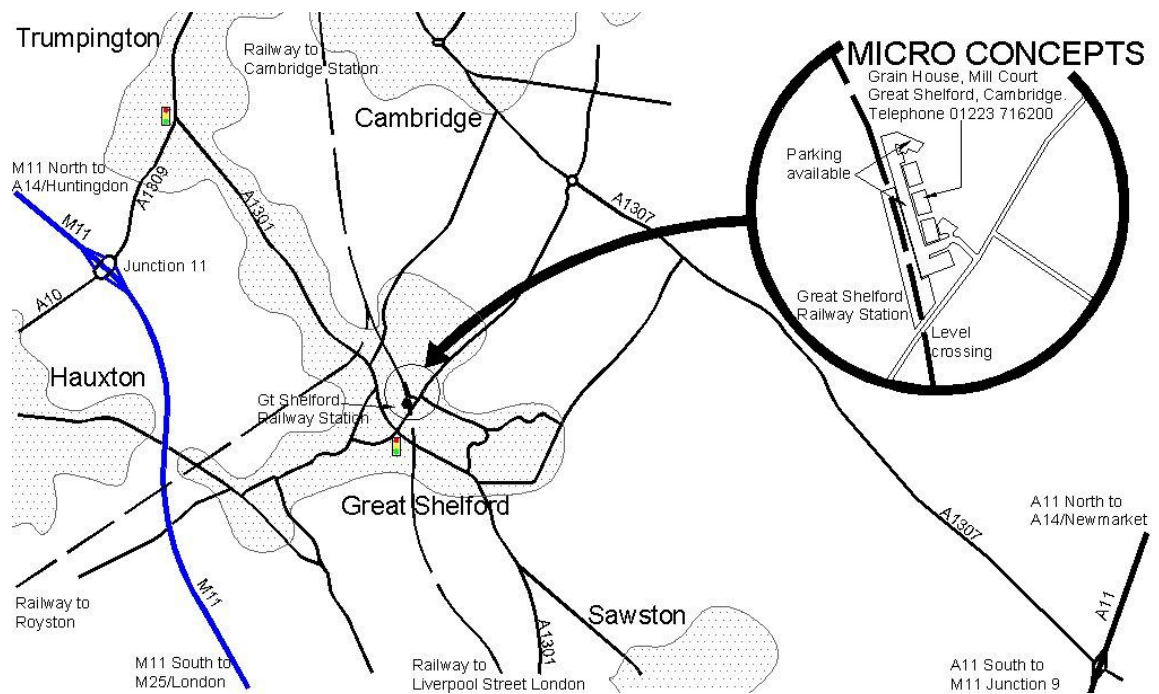 Trumpington
Railway to
Cambridge Station
MICRO CONCEPTS
Grain House, Mill Court
Great Shelford, Cambridge.
Telephone 01223 716200
Cambridge
Parking
available
M11 North to
A14/Huntingdon
A1309
A1301
M11
A1307
Junction 11
A10
Great Shelford
Railway Station
Level
crossing
Hauxton
Gt Shelford
Railway Station
Great Shelford
A11 North to
A14/Newmarket
A1307
Railway to
Royston
M11
Sawston
A11
A1301
M11 South to
M25/London
Railway to
Liverpool Street London
A11 South to
M11 Junction 9